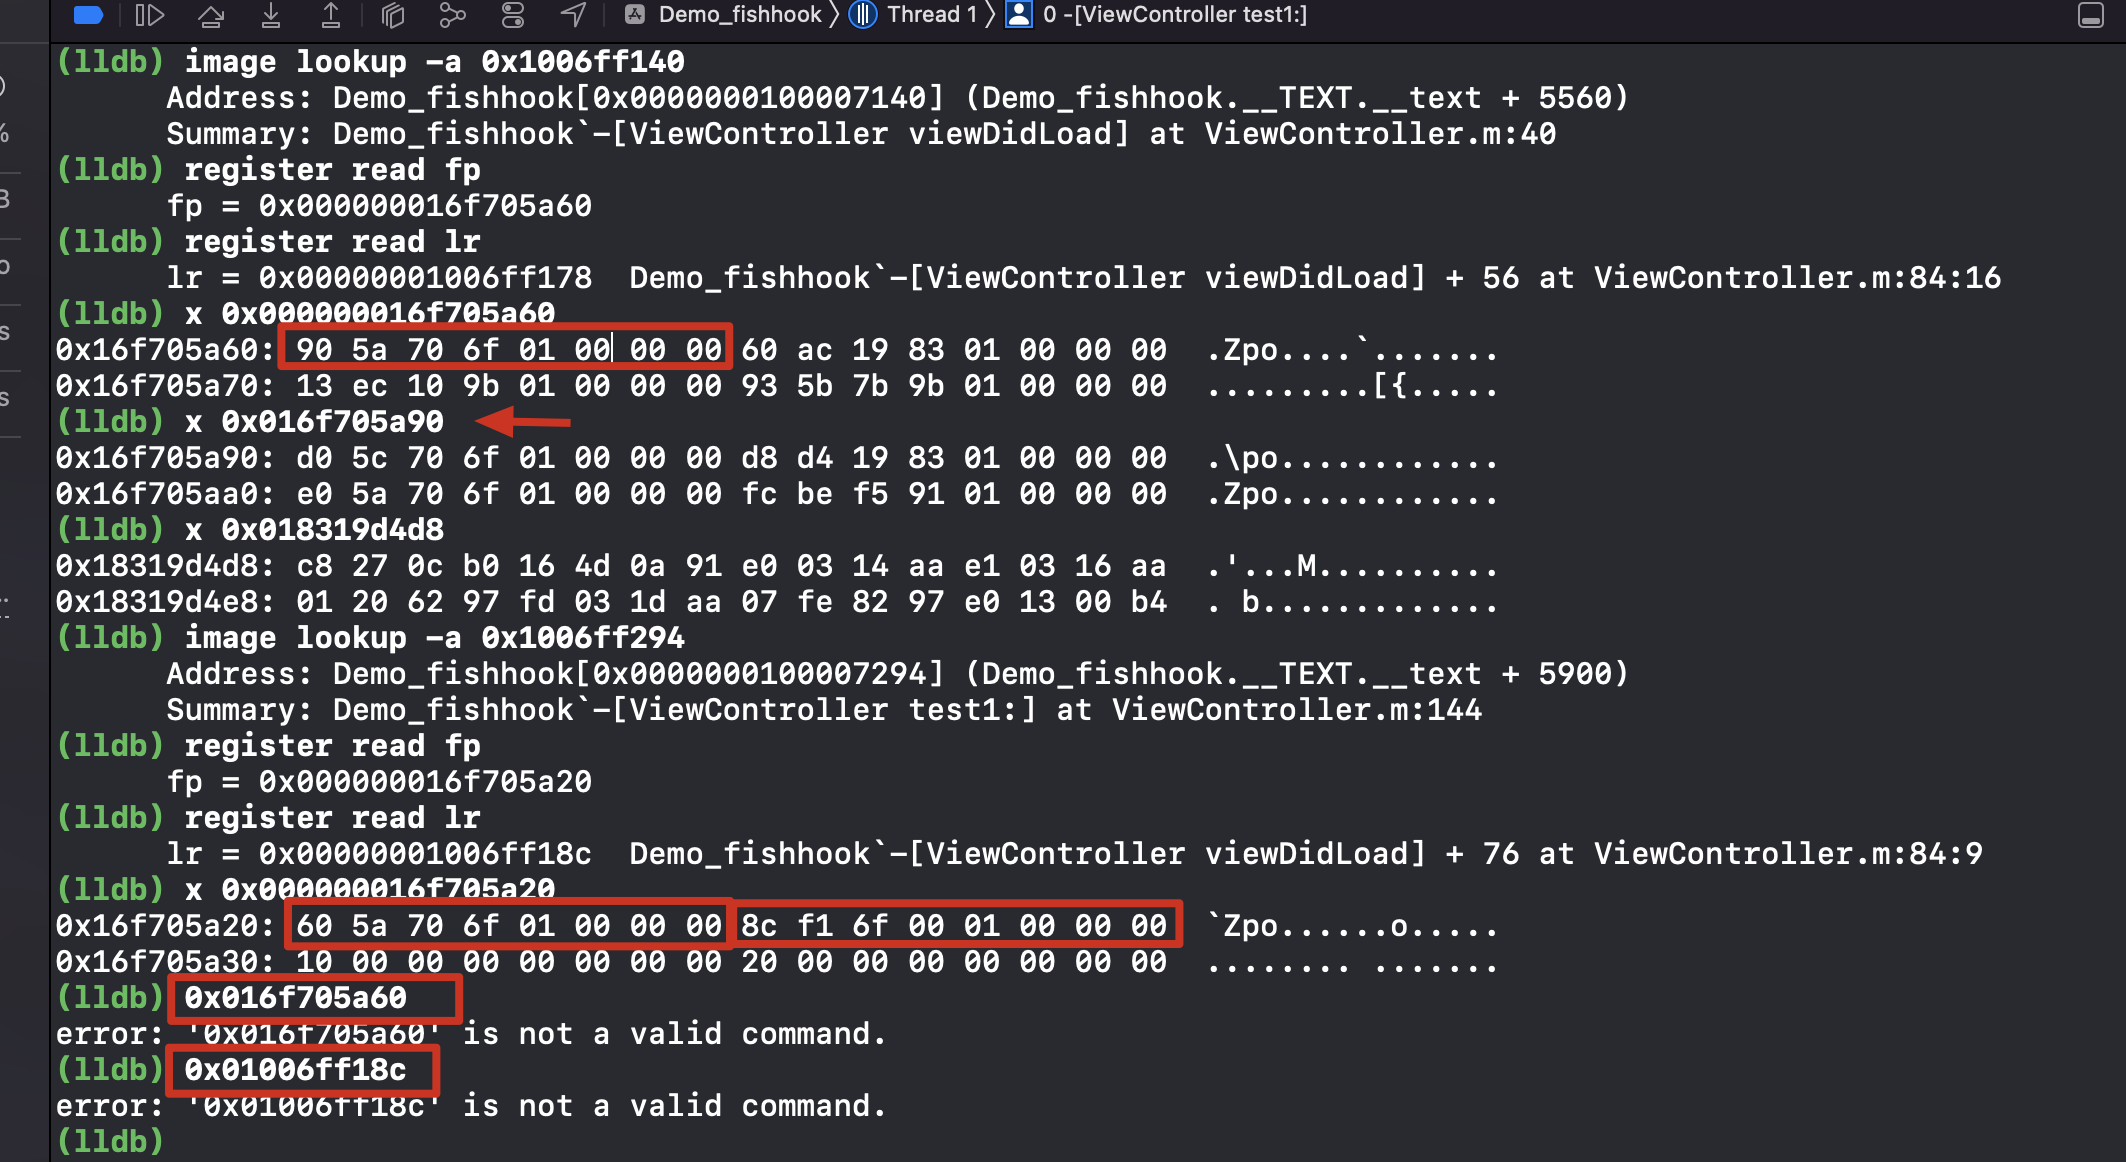 Demo_fishhook 〉 Thread 1 〉 0 -[ViewController test1:]
(lldb) image lookup -a 0x1006ff140
Address: Demo_fishhook[0x0000000100007140] (Demo_fishhook.__TEXT.__text + 5560)
Summary: Demo_fishhook`-[ViewController viewDidLoad] at ViewController.m:40
(lldb) register read fp
fp = 0x000000016f705a60
(lldb) register read lr
lr = 0x00000001006ff178  Demo_fishhook`-[ViewController viewDidLoad] + 56 at ViewController.m:84:16
(lldb) x 0x000000016f705a60
0x16f705a60: 90 5a 70 6f 01 00 00 00 60 ac 19 83 01 00 00 00  .Zpo....`.......
0x16f705a70: 13 ec 10 9b 01 00 00 00 93 5b 7b 9b 01 00 00 00  .........[{.....
(lldb) x 0x016f705a90
0x16f705a90: d0 5c 70 6f 01 00 00 00 d8 d4 19 83 01 00 00 00  .\po............
0x16f705aa0: e0 5a 70 6f 01 00 00 00 fc be f5 91 01 00 00 00  .Zpo............
(lldb) x 0x018319d4d8
0x18319d4d8: c8 27 0c b0 16 4d 0a 91 e0 03 14 aa e1 03 16 aa  .'...M..........
0x18319d4e8: 01 20 62 97 fd 03 1d aa 07 fe 82 97 e0 13 00 b4  . b.............
(lldb) image lookup -a 0x1006ff294
Address: Demo_fishhook[0x0000000100007294] (Demo_fishhook.__TEXT.__text + 5900)
Summary: Demo_fishhook`-[ViewController test1:] at ViewController.m:144
(lldb) register read fp
fp = 0x000000016f705a20
(lldb) register read lr
lr = 0x00000001006ff18c  Demo_fishhook`-[ViewController viewDidLoad] + 76 at ViewController.m:84:9
(lldb) x 0x000000016f705a20
0x16f705a20: 60 5a 70 6f 01 00 00 00 8c f1 6f 00 01 00 00 00  `Zpo......o.....
0x16f705a30: 10 00 00 00 00 00 00 00 20 00 00 00 00 00 00 00  ........ .......
(lldb) 0x016f705a60
error: '0x016f705a60' is not a valid command.
(lldb) 0x01006ff18c
error: '0x01006ff18c' is not a valid command.
(lldb)